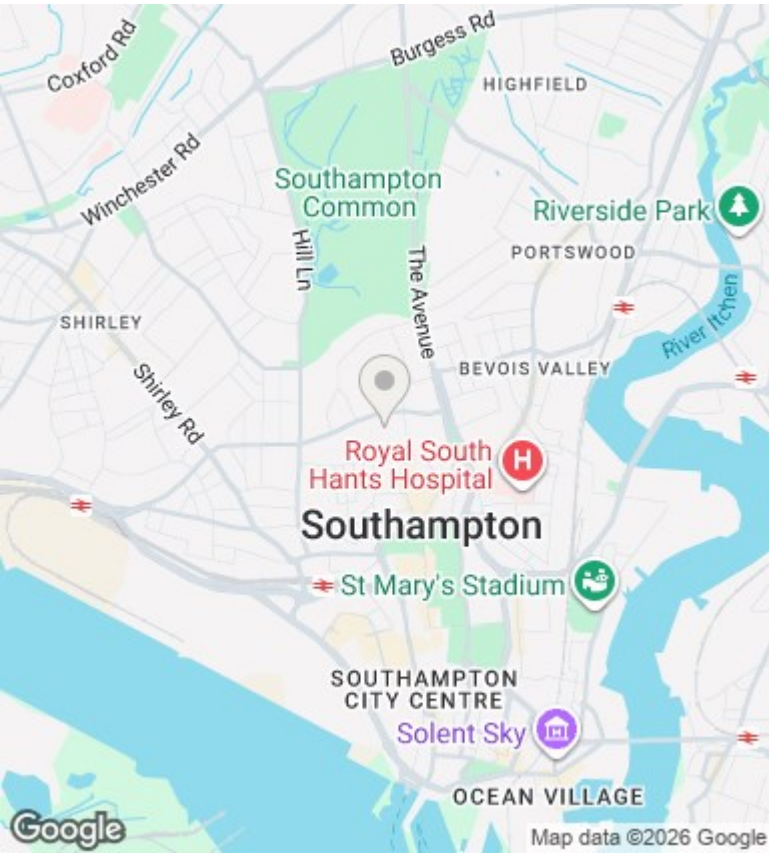 Coxford Rd
Burgess Rd
HIGHFIELD
Winchester Rd
Southampton
Common
Riverside Park
Hill Ln
The Avenue
PORTSWOOD
River Itchen
SHIRLEY
BEVOIS VALLEY
Shirley Rd
Royal South
Hants Hospital
H
Southampton
St Mary's Stadium
SOUTHAMPTON
CITY CENTRE
Solent Sky
OCEAN VILLAGE
Google
Map data ©2026 Google